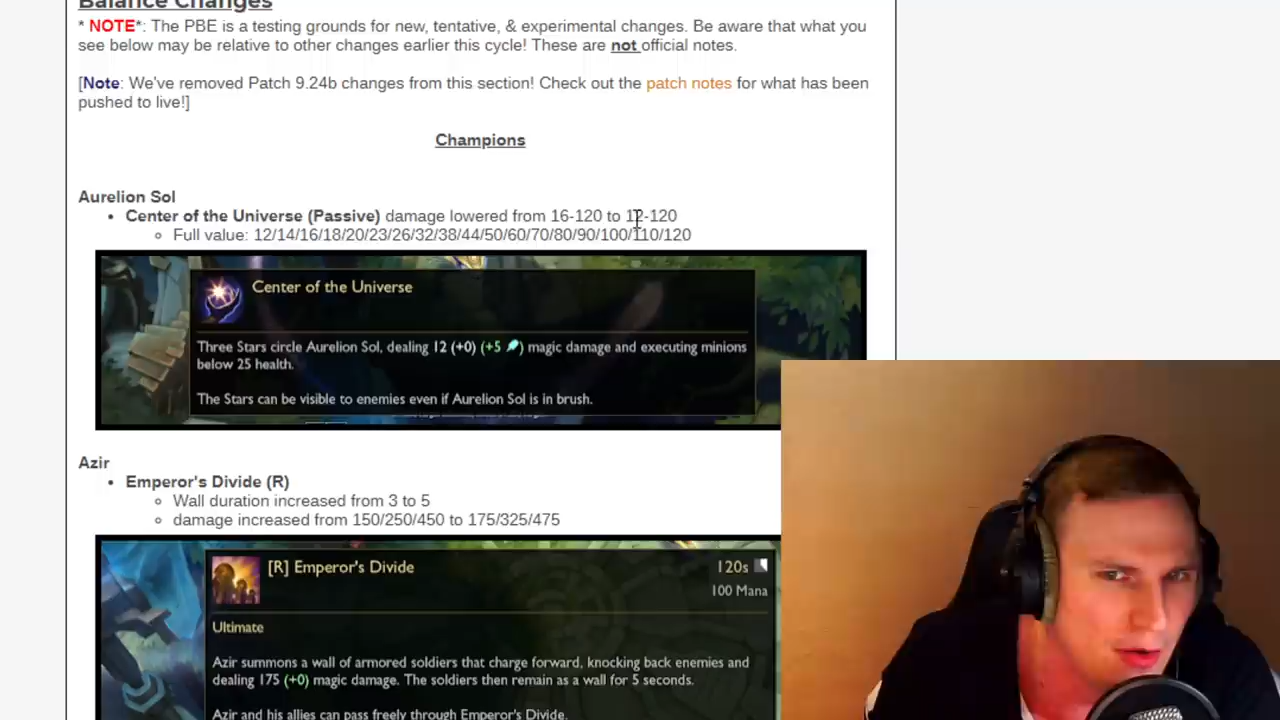 Balance Changes
* NOTE*: The PBE is a testing grounds for new, tentative, & experimental changes. Be aware that what you
see below may be relative to other changes earlier this cycle! These are not official notes.
[Note: We've removed Patch 9.24b changes from this section! Check out the patch notes for what has been
pushed to live!]
Champions
Aurelion Sol
• Center of the Universe (Passive) damage lowered from 16-120 to 12-120
○ Full value: 12/14/16/18/20/23/26/32/38/44/50/60/70/80/90/100/110/120
Center of the Universe
Three Stars circle Aurelion Sol, dealing 12 (+0) (+5 ) magic damage and executing minions
below 25 health.
The Stars can be visible to enemies even if Aurelion Sol is in brush.
Azir
• Emperor's Divide (R)
○ Wall duration increased from 3 to 5
○ damage increased from 150/250/450 to 175/325/475
[R] Emperor's Divide 120s
100 Mana
Ultimate
Azir summons a wall of armored soldiers that charge forward, knocking back enemies and
dealing 175 (+0) magic damage. The soldiers then remain as a wall for 5 seconds.
Azir and his allies can pass freely through Emperor's Divide.